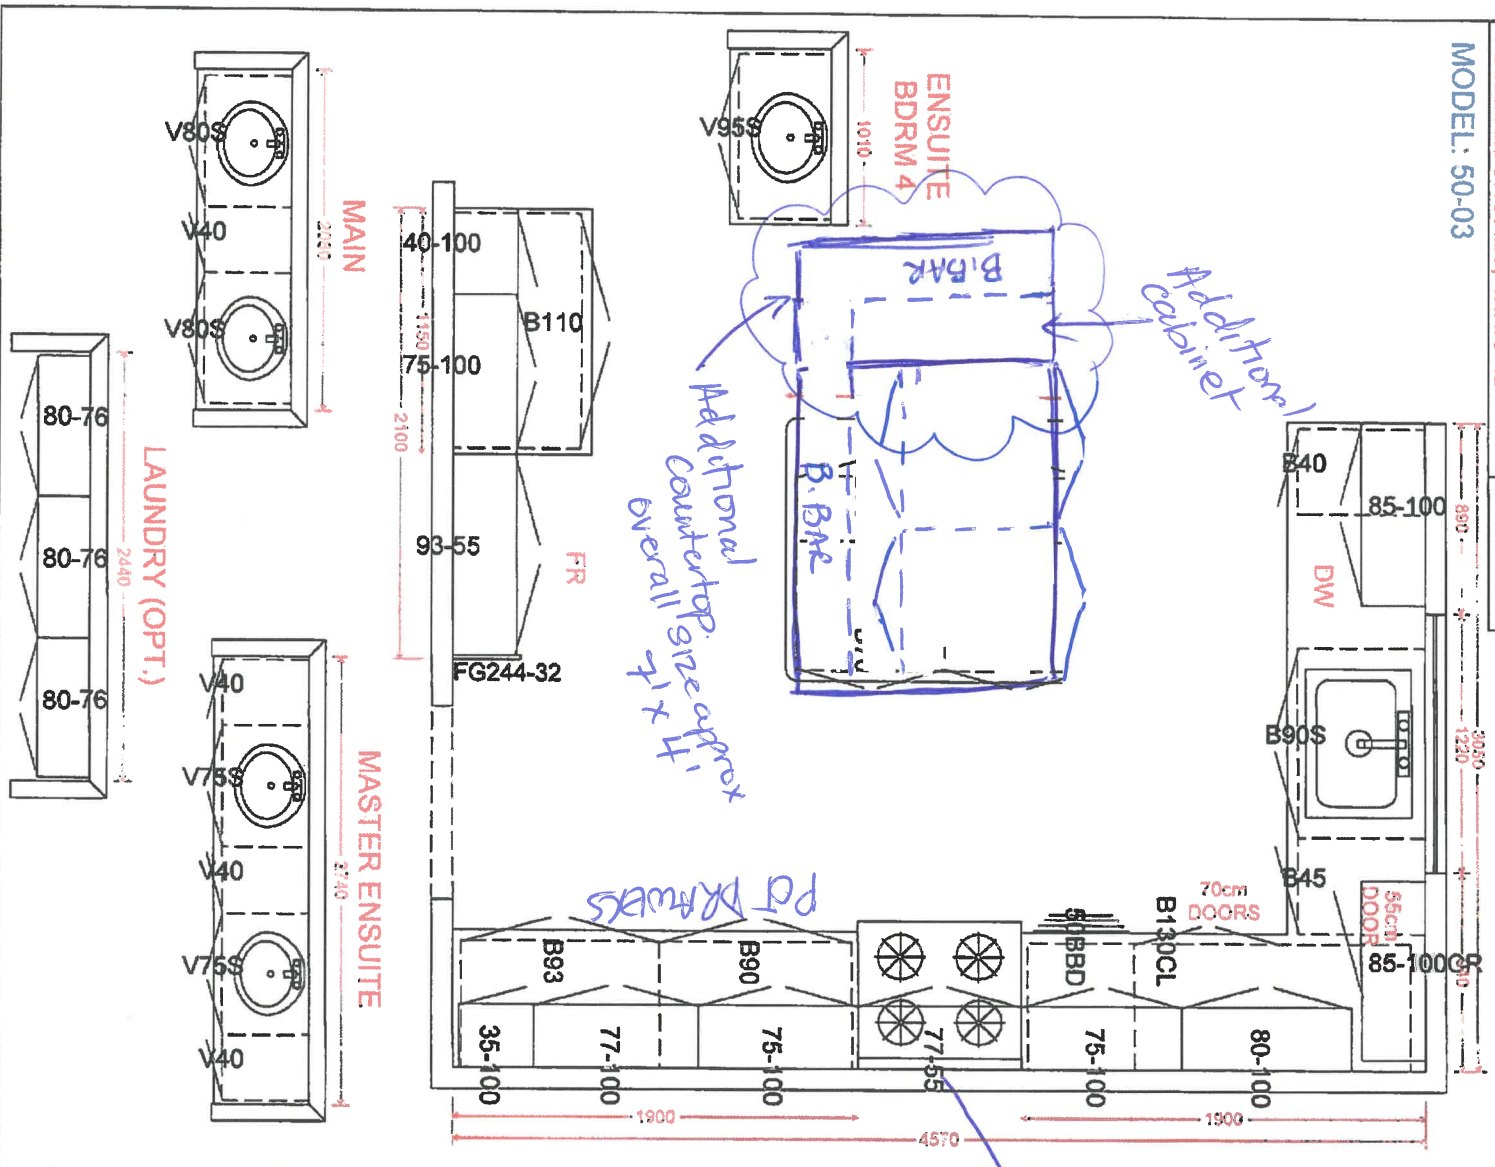 MODEL: 50-03
ENSUITE
BDRM 4
1010
V95S
V80S
V40
V80S
2080
MAIN
40-100
1150
75-100
B110
2100
93-55
FR
FG244-32
B.BAR
Additional
cabinet
Additional
countertop.
overall size approx
7' x 4'
B.BAR
80-76
80-76
80-76
2440
LAUNDRY (OPT.)
V40
V75S
V40
V75S
V40
2740
MASTER ENSUITE
B40
85-100
890
DW
B90S
1220
3050
B45
55cm
DOOR
85-100GR
70cm
DOORS
POT DRAWERS
B93
B90
50BBD
B130CL
35-100
77-100
75-100
77-55
75-100
80-100
1900
1900
4570